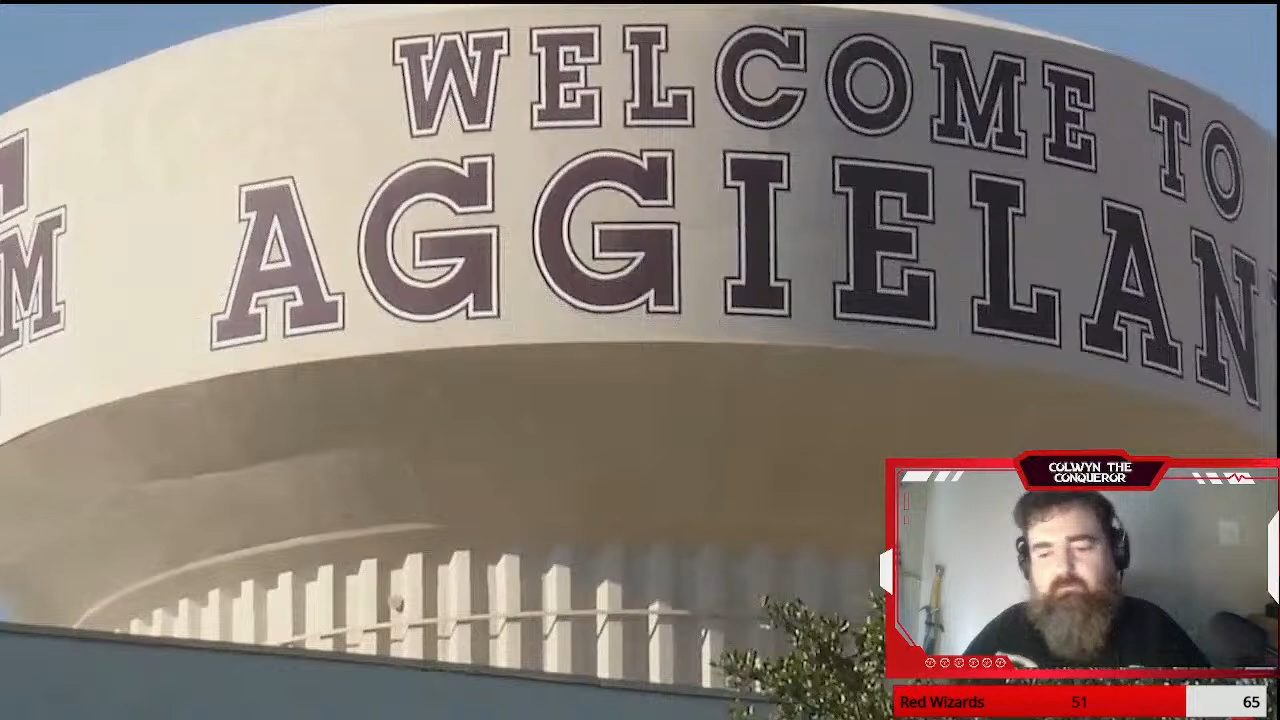 WELCOME TO
AGGIELAN
M
COLWYN THE
CONQUEROR
Red Wizards 51 65